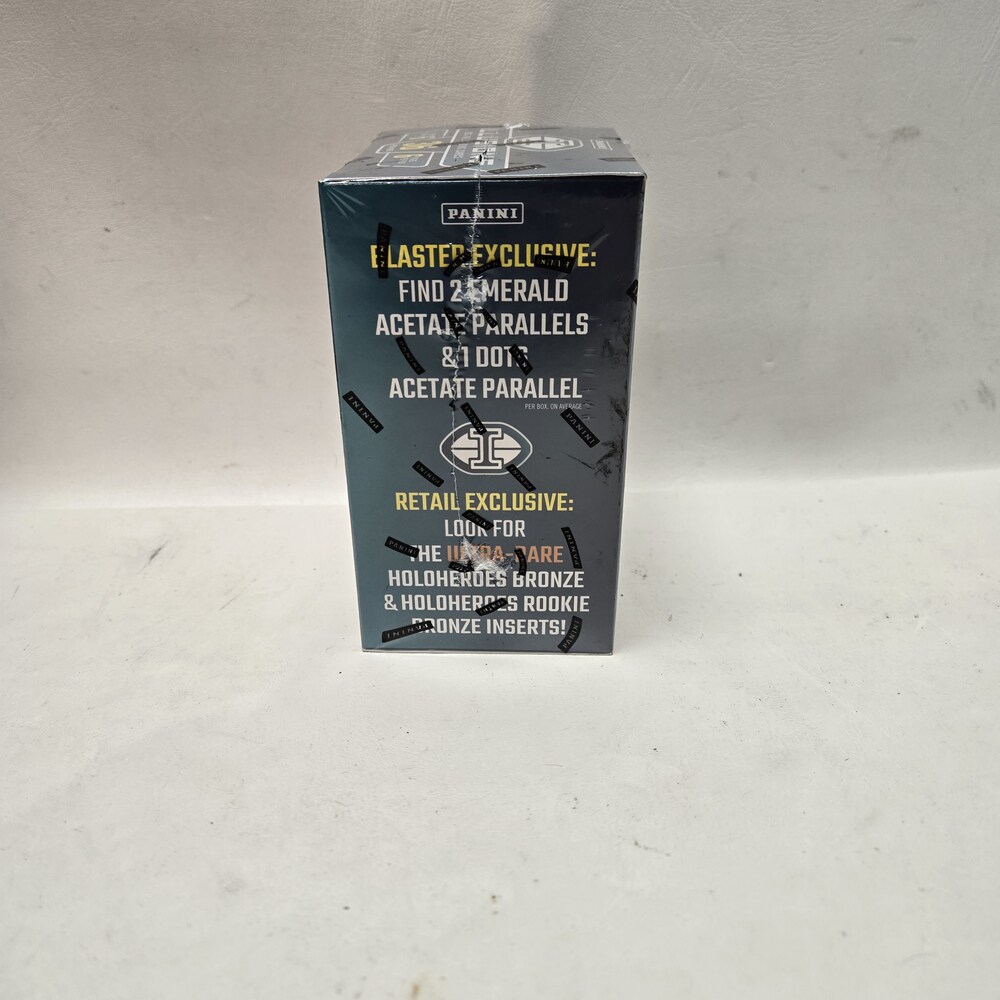 PANINI
BLASTER EXCLUSIVE:
FIND 2 EMERALD
ACETATE PARALLELS
& 1 DOTS
ACETATE PARALLEL
PER BOX, ON AVERAGE
I
RETAIL EXCLUSIVE:
LOOK FOR
THE ULTRA-RARE
HOLOHEROES BRONZE
& HOLOHEROES ROOKIE
BRONZE INSERTS!